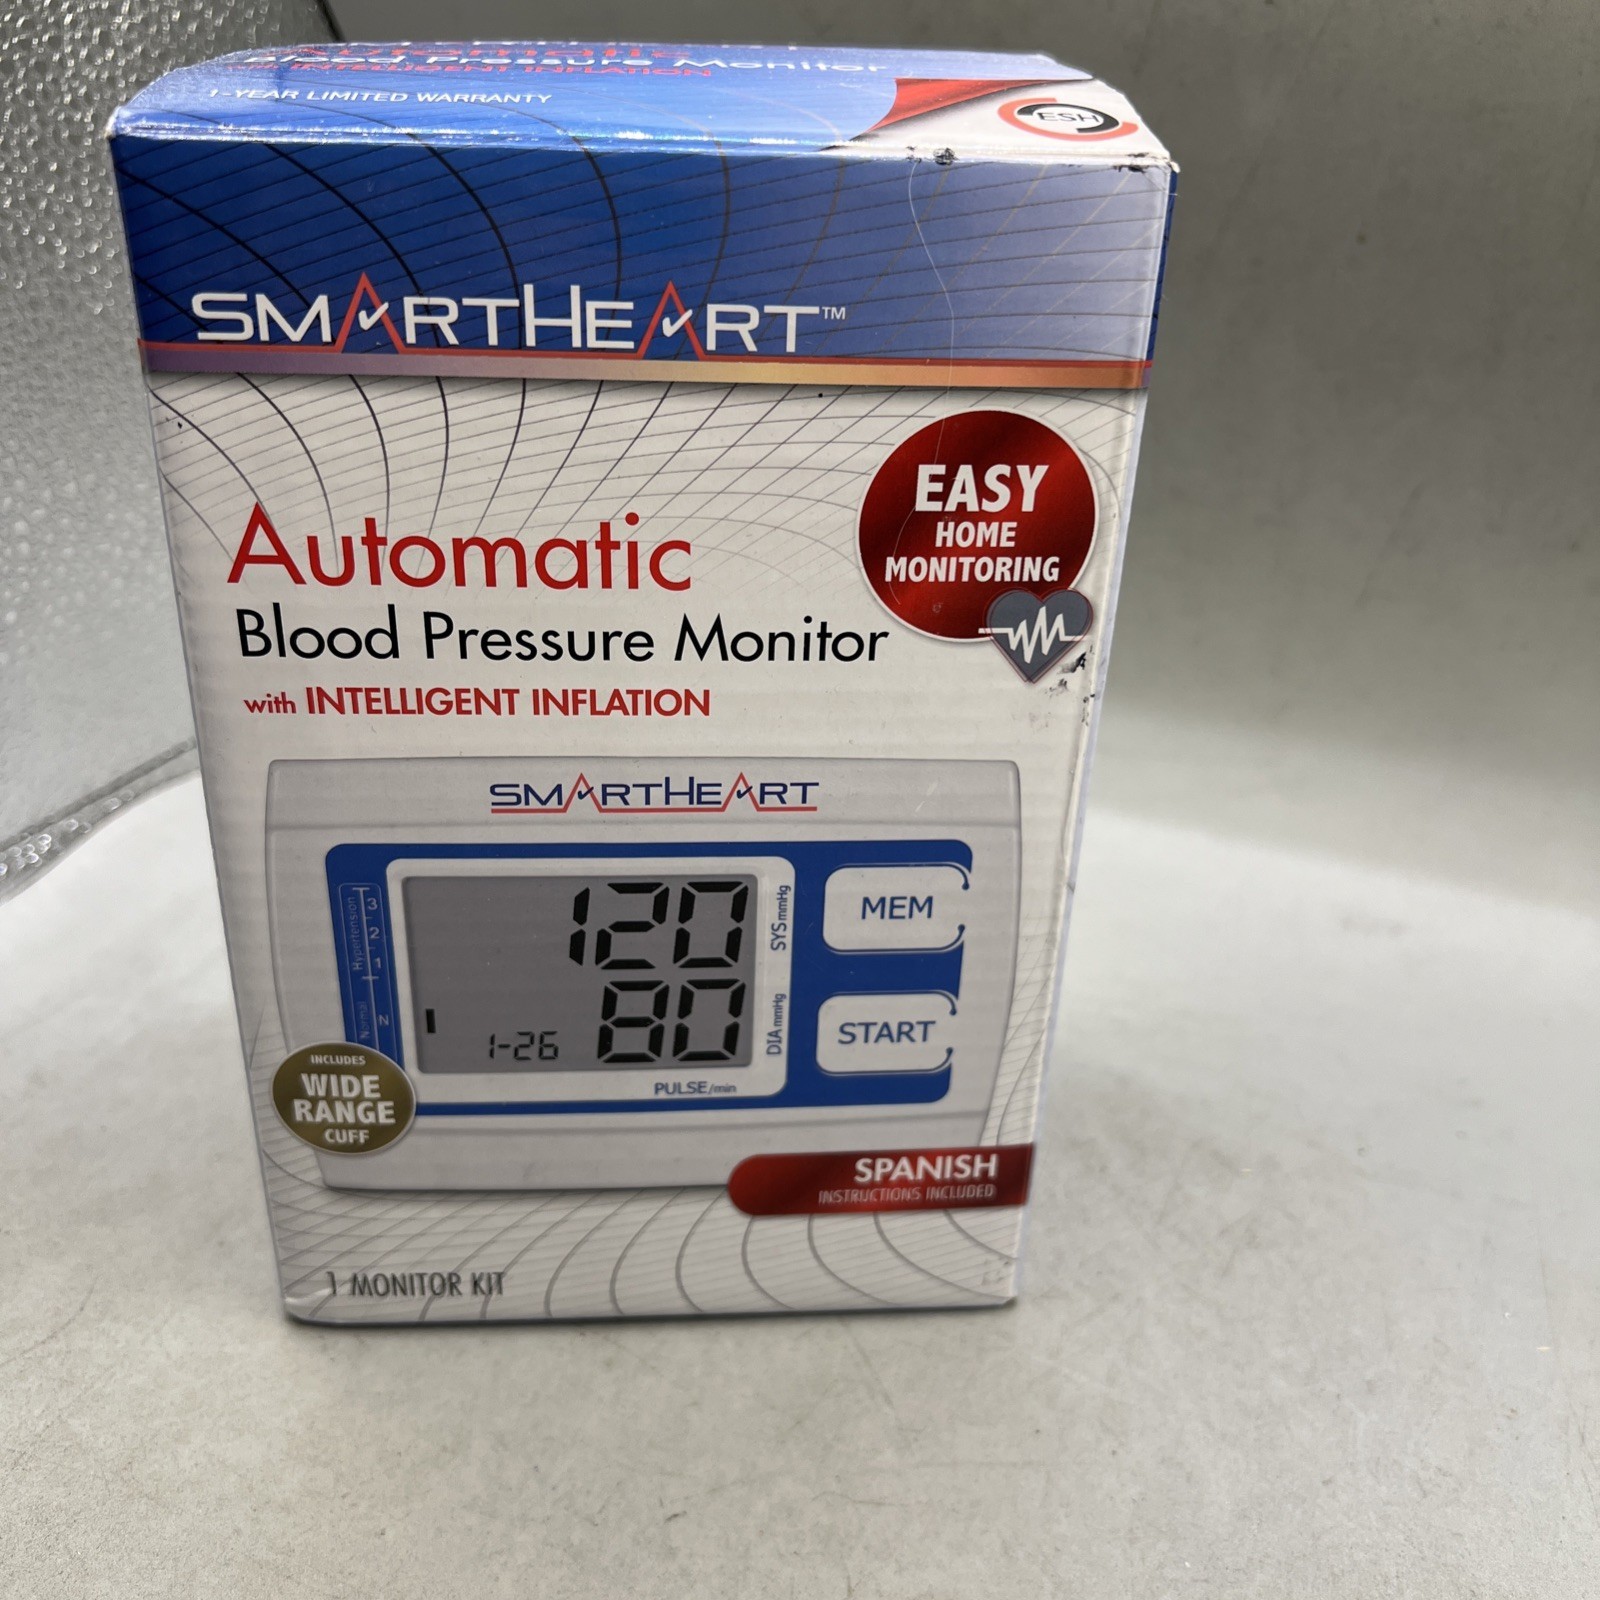 Automatic
Blood Pressure Monitor
with INTELLIGENT INFLATION
1-YEAR LIMITED WARRANTY
ESH
SMARTHEART™
EASY
HOME
MONITORING
Automatic
Blood Pressure Monitor
with INTELLIGENT INFLATION
SMARTHEART
Hypertension
3
2
1
Normal
N
120
SYS mmHg
80
DIA mmHg
1-26
PULSE/min
MEM
START
INCLUDES
WIDE
RANGE
CUFF
SPANISH
INSTRUCTIONS INCLUDED
1 MONITOR KIT